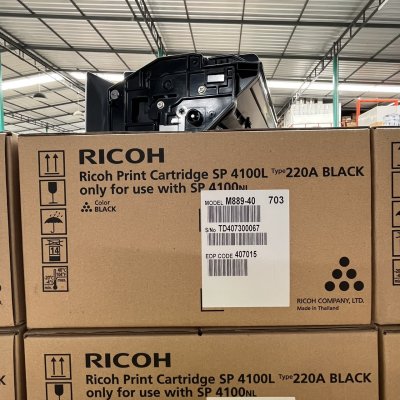 RICOH
Ricoh Print Cartridge SP 4100L Type 220A BLACK
only for use with SP 4100NL
Color
BLACK
MODEL M889-40 703
S/No TD407300067
EDP CODE 407015
14
RICOH COMPANY, LTD.
Made in Thailand
RICOH
Ricoh Print Cartridge SP 4100L Type 220A BLACK
only for use with SP 4100NL